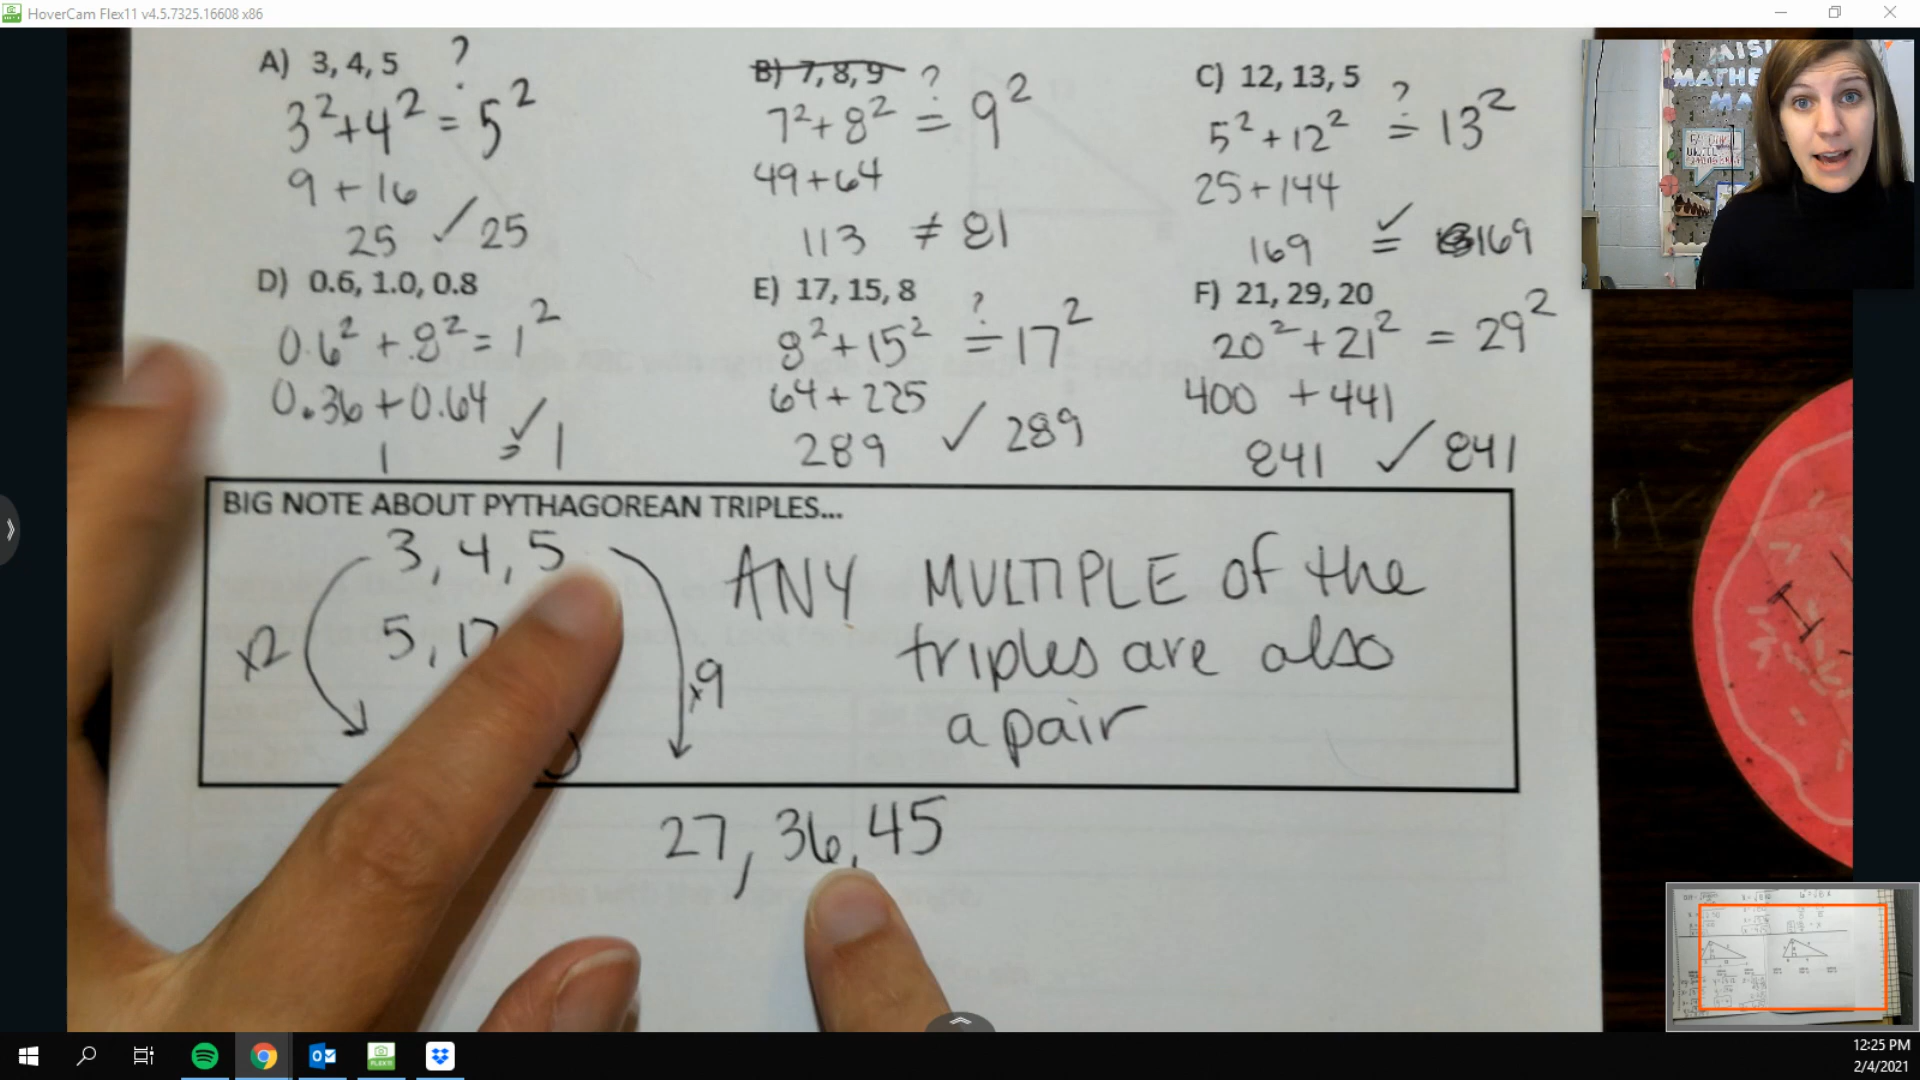 HoverCam Flex11 v4.5.7325.16608 x86
A) 3, 4, 5 ?
3² + 4² = 5²
9 + 16
25 ✓ 25
B) 7, 8, 9 ?
7² + 8² = 9²
49 + 64
113 ≠ 81
C) 12, 13, 5 ?
5² + 12² = 13²
25 + 144
169 = ✓ 169
D) 0.6, 1.0, 0.8
0.6² + .8² = 1²
0.36 + 0.64
1 = ✓ 1
E) 17, 15, 8 ?
8² + 15² = 17²
64 + 225
289 ✓ 289
F) 21, 29, 20
20² + 21² = 29²
400 + 441
841 ✓ 841
BIG NOTE ABOUT PYTHAGOREAN TRIPLES...
3, 4, 5
5, 12
x2
x9
ANY MULTIPLE of the
triples are also
a pair
27, 36, 45
MATHE
MA
12:25 PM
2/4/2021